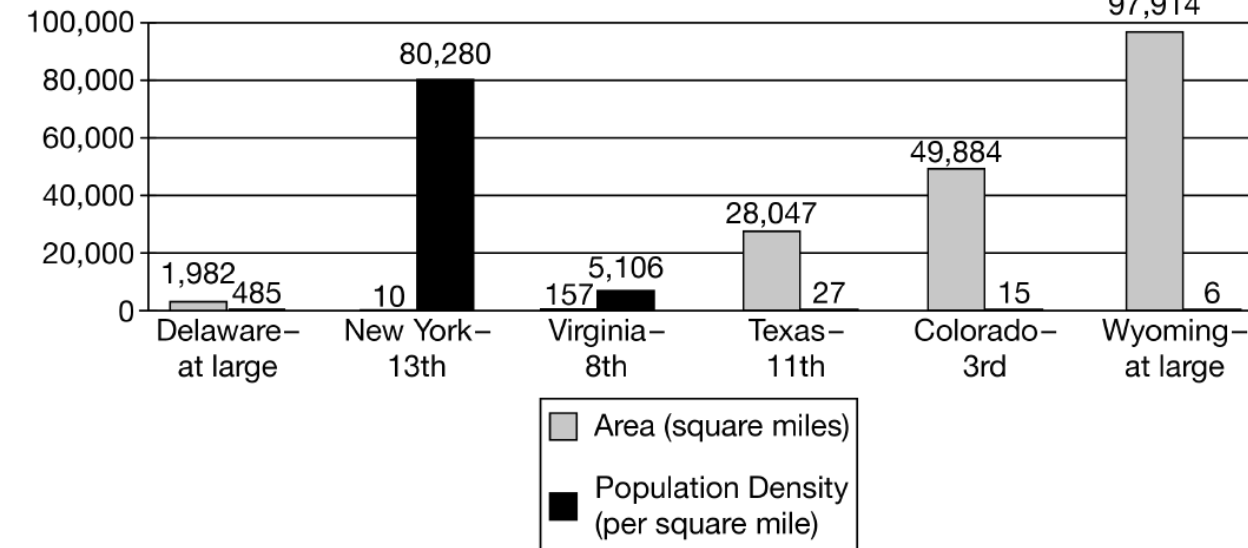 97,914
100,000
80,280
80,000
60,000
49,884
40,000
28,047
20,000
1,982
485
10
157
5,106
27
15
6
0
Delaware–
at large
New York–
13th
Virginia–
8th
Texas–
11th
Colorado–
3rd
Wyoming–
at large
Area (square miles)
Population Density
(per square mile)